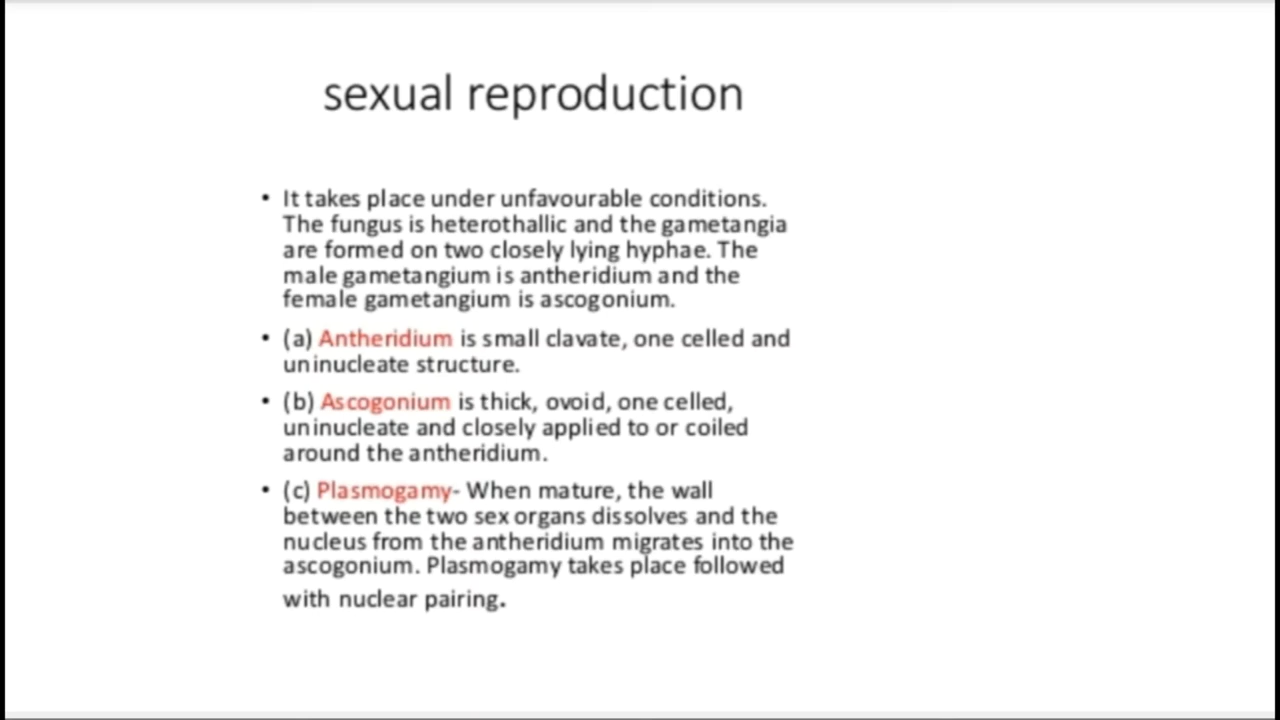 sexual reproduction
• It takes place under unfavourable conditions.
The fungus is heterothallic and the gametangia
are formed on two closely lying hyphae. The
male gametangium is antheridium and the
female gametangium is ascogonium.
• (a) Antheridium is small clavate, one celled and
uninucleate structure.
• (b) Ascogonium is thick, ovoid, one celled,
uninucleate and closely applied to or coiled
around the antheridium.
• (c) Plasmogamy- When mature, the wall
between the two sex organs dissolves and the
nucleus from the antheridium migrates into the
ascogonium. Plasmogamy takes place followed
with nuclear pairing.